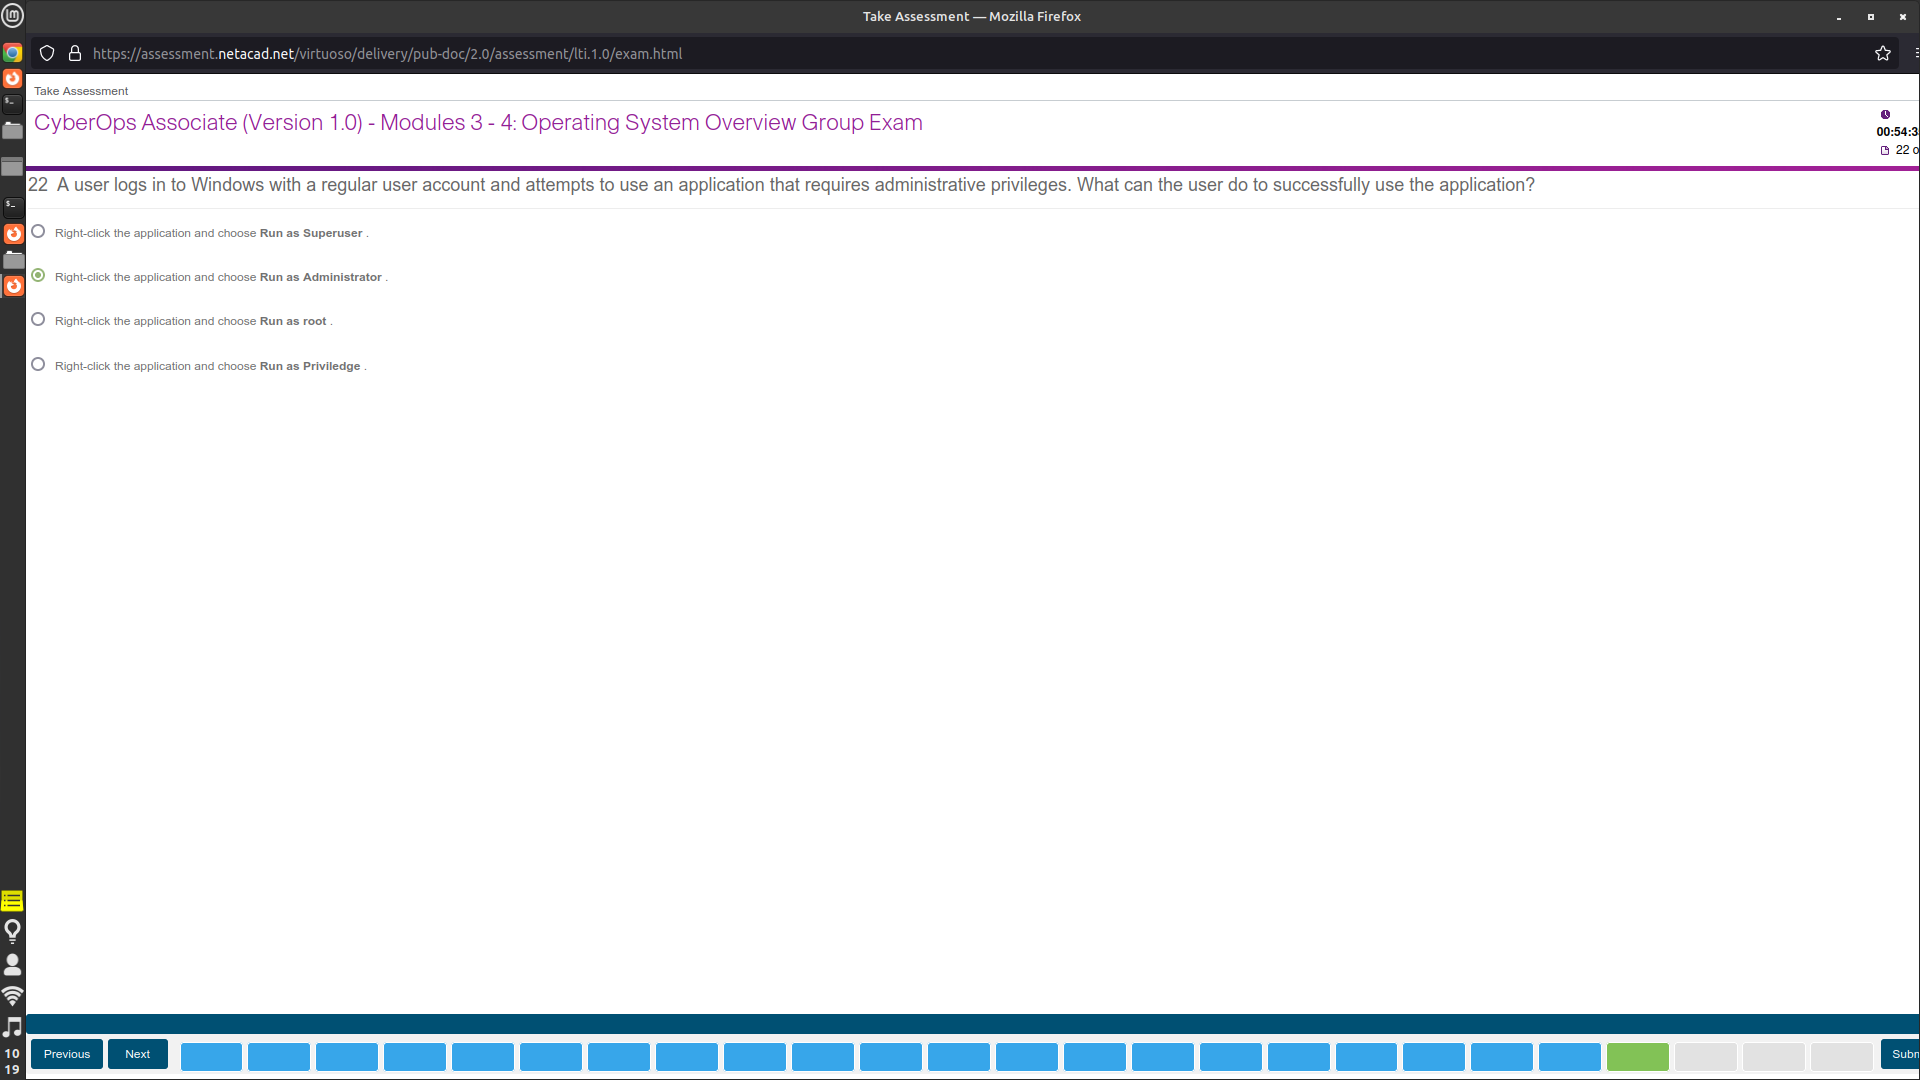 Take Assessment — Mozilla Firefox
https://assessment.netacad.net/virtuoso/delivery/pub-doc/2.0/assessment/lti.1.0/exam.html
Take Assessment
CyberOps Associate (Version 1.0) - Modules 3 - 4: Operating System Overview Group Exam
00:54:3
22 o
22 A user logs in to Windows with a regular user account and attempts to use an application that requires administrative privileges. What can the user do to successfully use the application?
Right-click the application and choose Run as Superuser .
Right-click the application and choose Run as Administrator .
Right-click the application and choose Run as root .
Right-click the application and choose Run as Priviledge .
Previous
Next
Subm
10
19